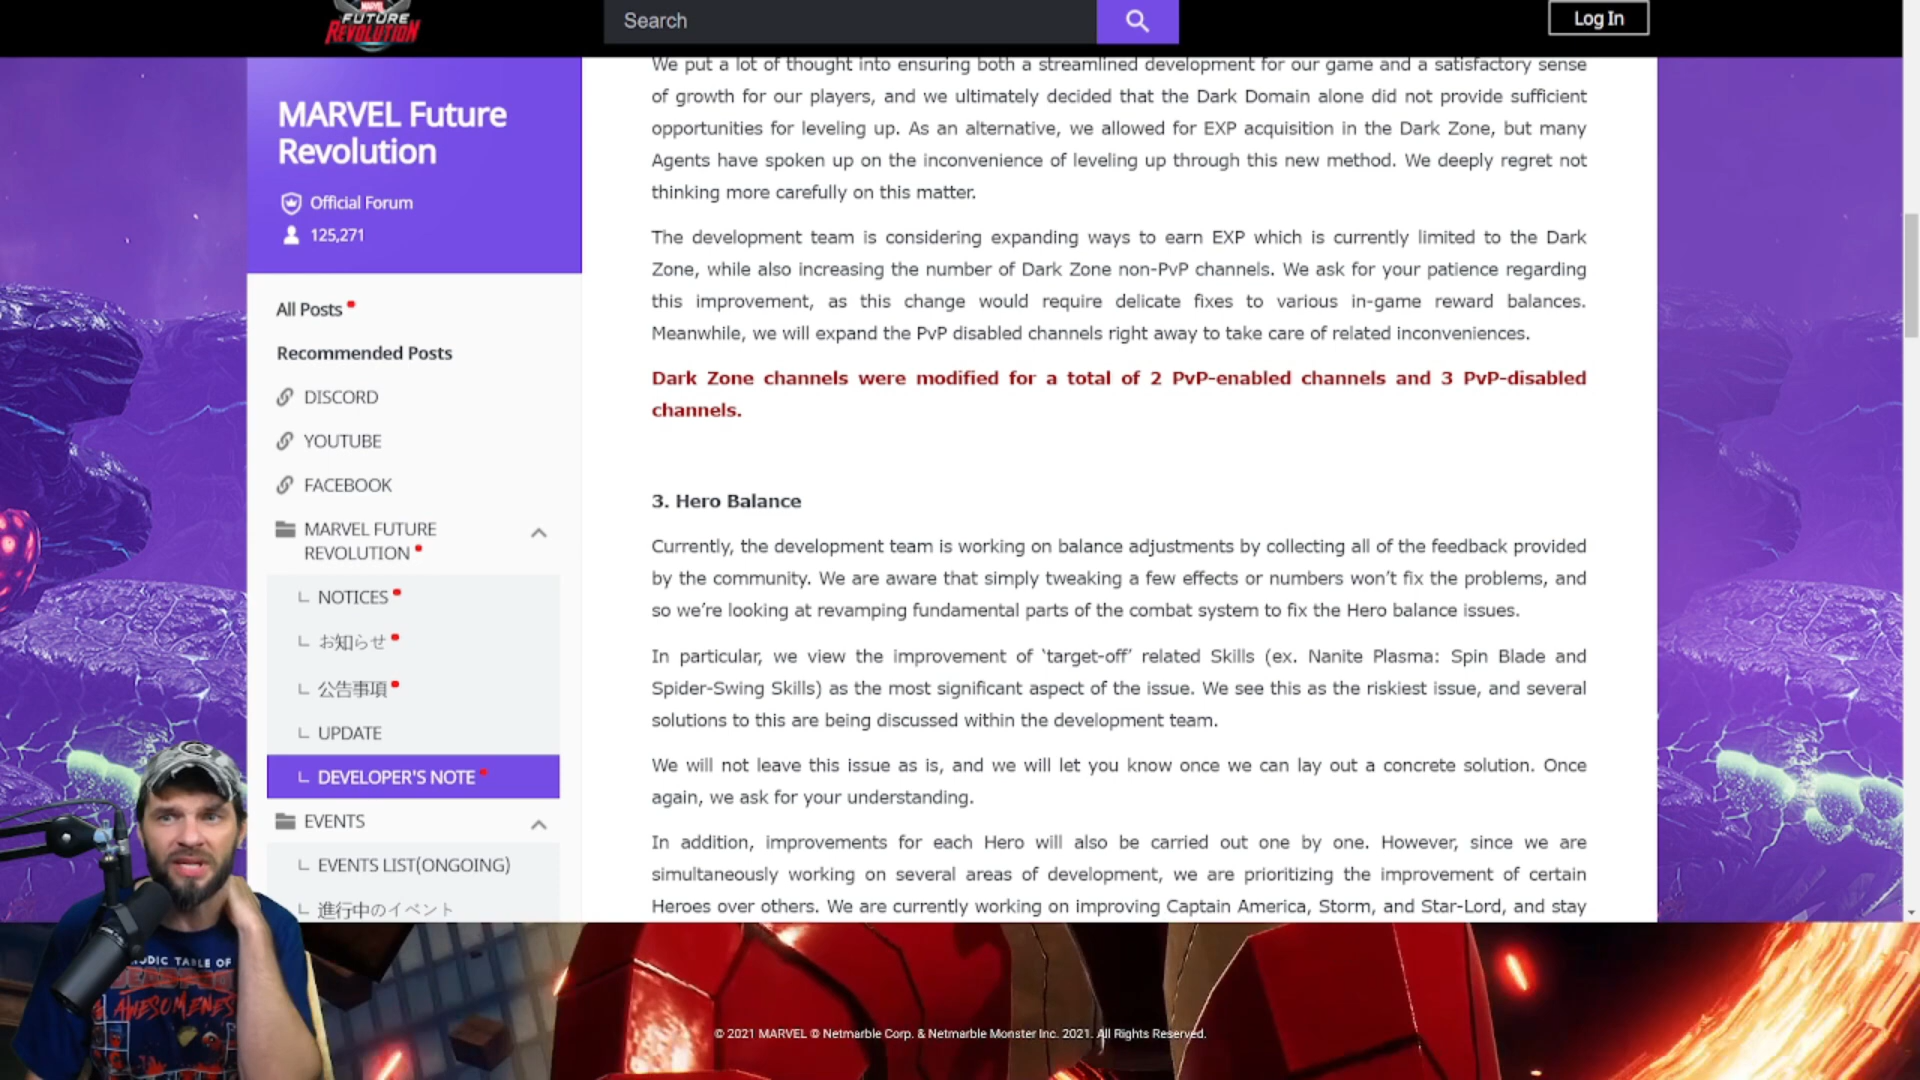 MARVEL
FUTURE
REVOLUTION
Search
Log In
MARVEL Future
Revolution
Official Forum
125,271
All Posts
Recommended Posts
DISCORD
YOUTUBE
FACEBOOK
MARVEL FUTURE
REVOLUTION
NOTICES
お知らせ
公告事項
UPDATE
DEVELOPER'S NOTE
EVENTS
EVENTS LIST(ONGOING)
進行中のイベント
We put a lot of thought into ensuring both a streamlined development for our game and a satisfactory sense
of growth for our players, and we ultimately decided that the Dark Domain alone did not provide sufficient
opportunities for leveling up. As an alternative, we allowed for EXP acquisition in the Dark Zone, but many
Agents have spoken up on the inconvenience of leveling up through this new method. We deeply regret not
thinking more carefully on this matter.
The development team is considering expanding ways to earn EXP which is currently limited to the Dark
Zone, while also increasing the number of Dark Zone non-PvP channels. We ask for your patience regarding
this improvement, as this change would require delicate fixes to various in-game reward balances.
Meanwhile, we will expand the PvP disabled channels right away to take care of related inconveniences.
Dark Zone channels were modified for a total of 2 PvP-enabled channels and 3 PvP-disabled
channels.
3. Hero Balance
Currently, the development team is working on balance adjustments by collecting all of the feedback provided
by the community. We are aware that simply tweaking a few effects or numbers won't fix the problems, and
so we're looking at revamping fundamental parts of the combat system to fix the Hero balance issues.
In particular, we view the improvement of ‘target-off’ related Skills (ex. Nanite Plasma: Spin Blade and
Spider-Swing Skills) as the most significant aspect of the issue. We see this as the riskiest issue, and several
solutions to this are being discussed within the development team.
We will not leave this issue as is, and we will let you know once we can lay out a concrete solution. Once
again, we ask for your understanding.
In addition, improvements for each Hero will also be carried out one by one. However, since we are
simultaneously working on several areas of development, we are prioritizing the improvement of certain
Heroes over others. We are currently working on improving Captain America, Storm, and Star-Lord, and stay
TABLE OF
AWESOMENESS
© 2021 MARVEL © Netmarble Corp. & Netmarble Monster Inc. 2021. All Rights Reserved.